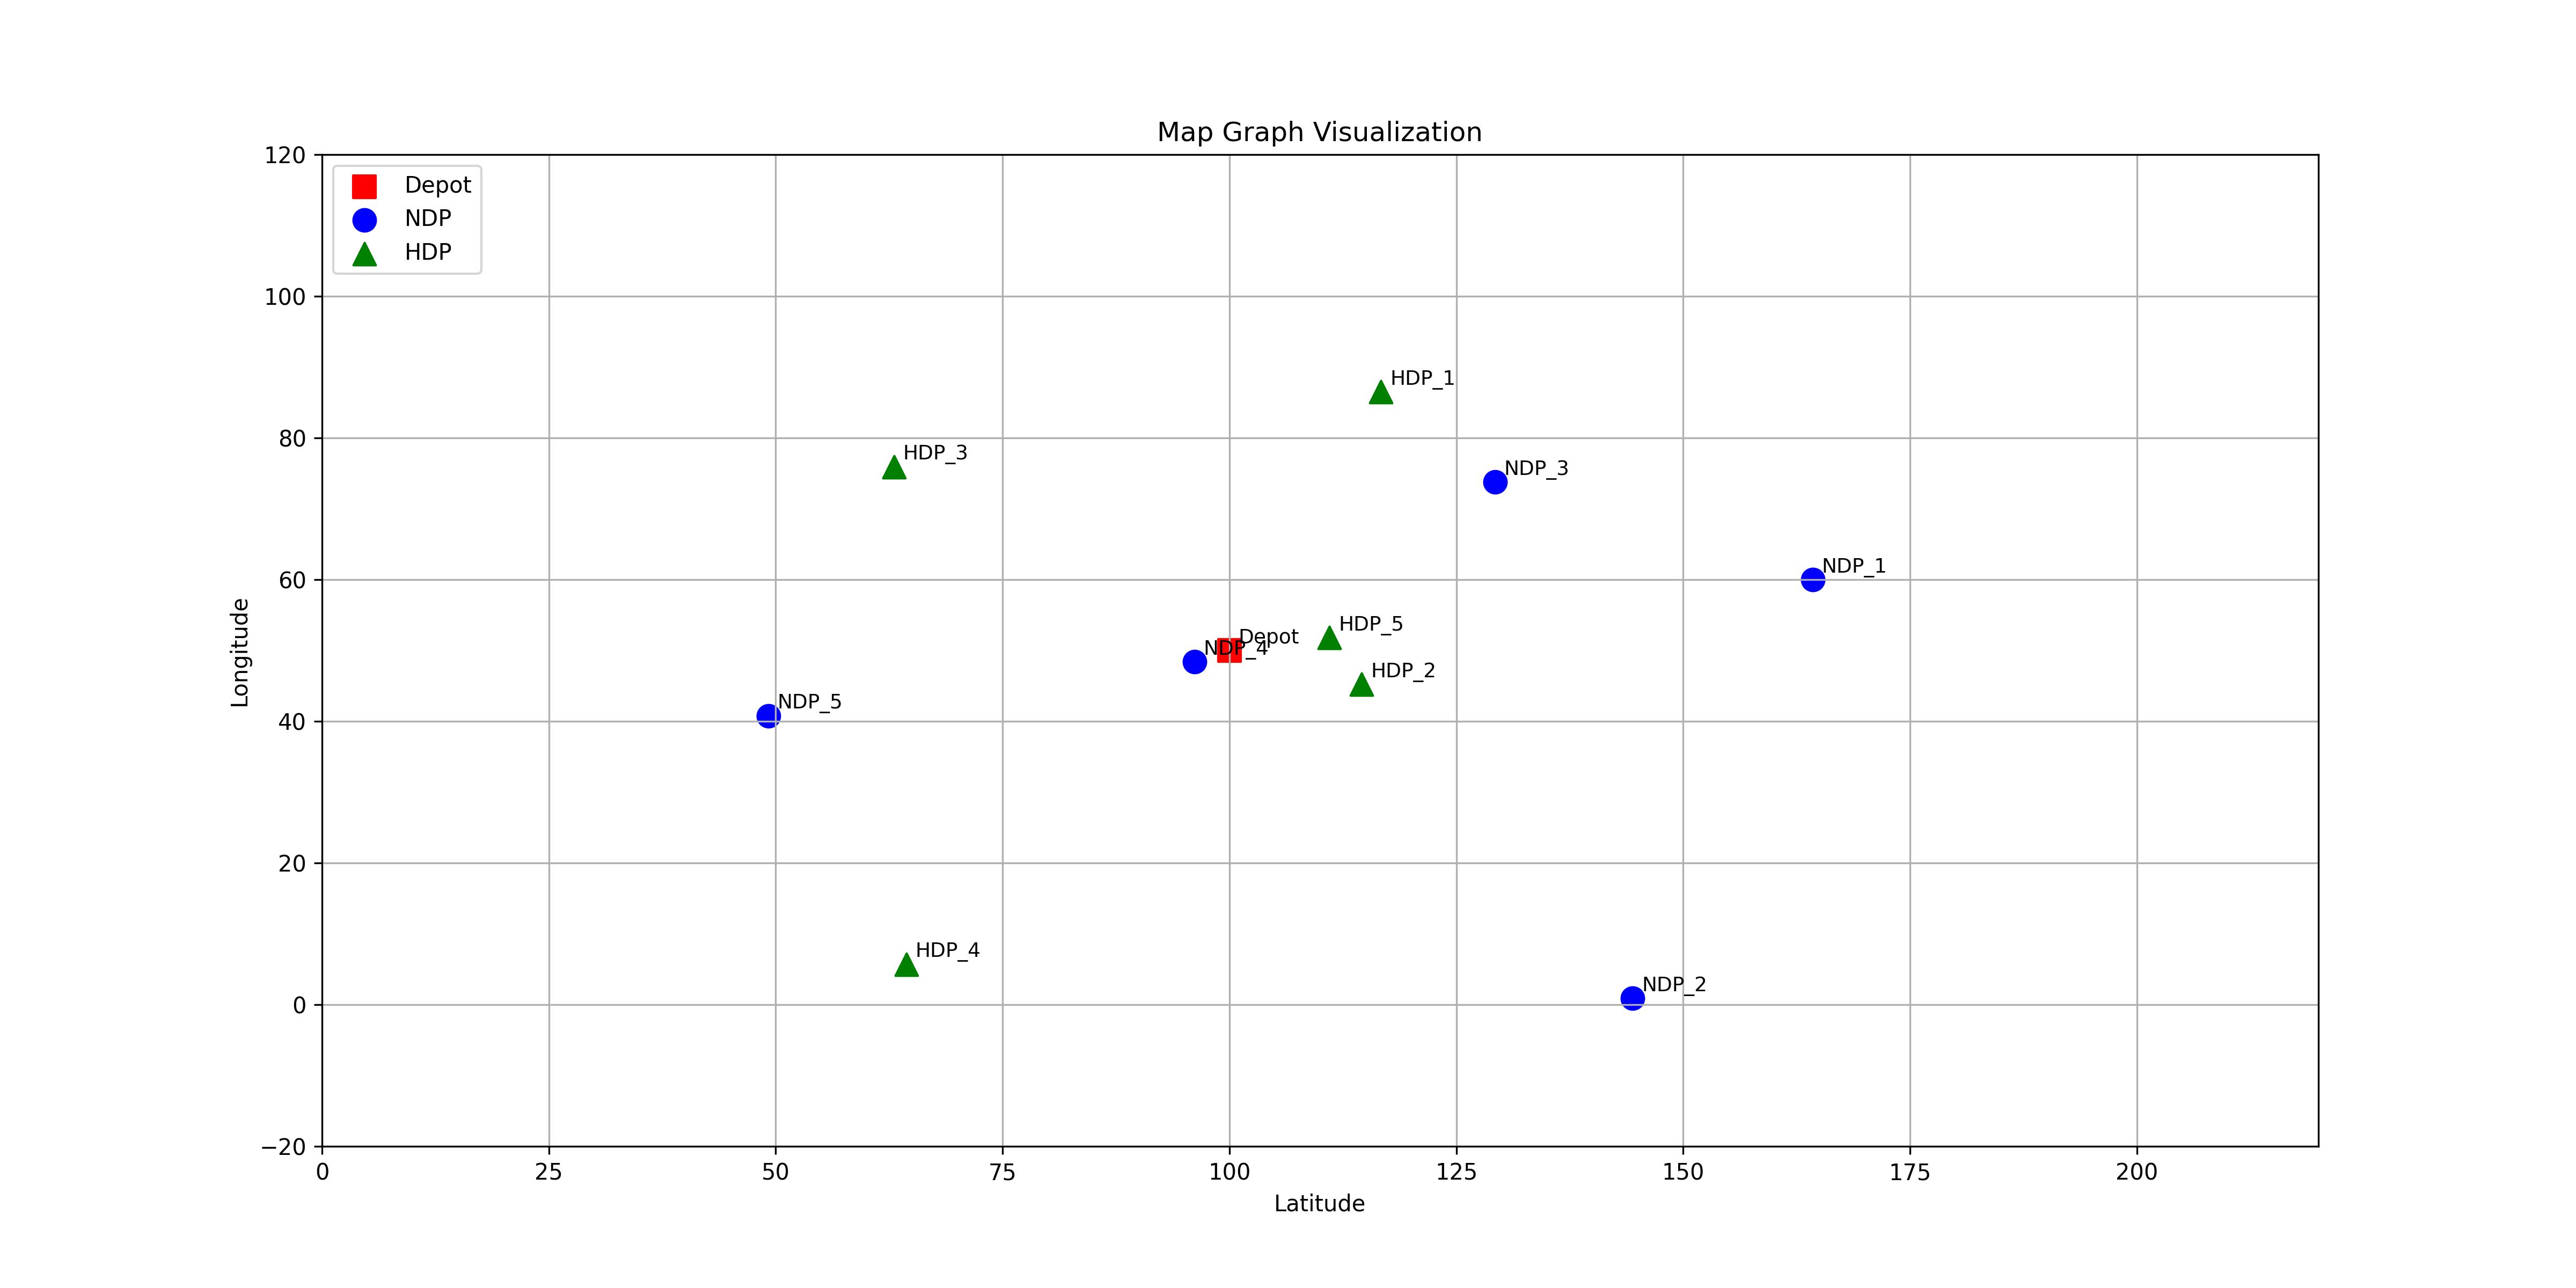 Map Graph Visualization
120
100
80
60
40
20
0
−20
Longitude
Depot
NDP
HDP
HDP_1
HDP_3
NDP_3
NDP_1
HDP_5
Depot
NDP_4
HDP_2
NDP_5
HDP_4
NDP_2
0 25 50 75 100 125 150 175 200
Latitude